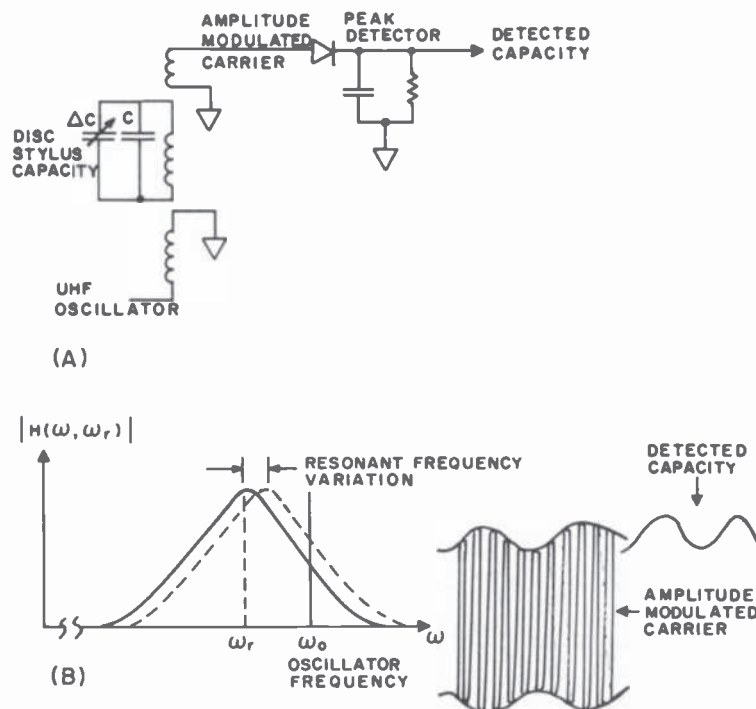 AMPLITUDE
MODULATED
CARRIER
PEAK
DETECTOR
DETECTED
CAPACITY
ΔC
C
DISC
STYLUS
CAPACITY
UHF
OSCILLATOR
(A)
|H(ω,ωr)|
RESONANT FREQUENCY
VARIATION
DETECTED
CAPACITY
AMPLITUDE
MODULATED
CARRIER
ωr
ωo
ω
OSCILLATOR
FREQUENCY
(B)